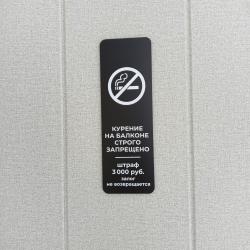 КУРЕНИЕ
НА БАЛКОНЕ
СТРОГО
ЗАПРЕЩЕНО
штраф
3 000 руб.
залог
не возвращается